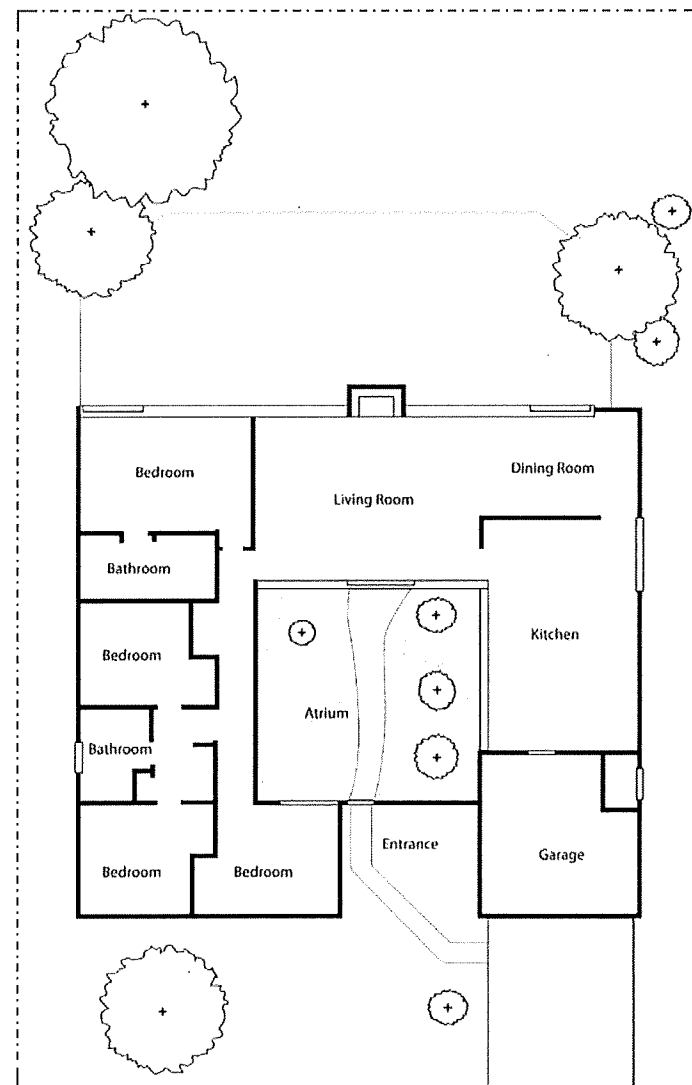 Bedroom
Dining Room
Living Room
Bathroom
Kitchen
Bedroom
Atrium
Bathroom
Entrance
Garage
Bedroom
Bedroom